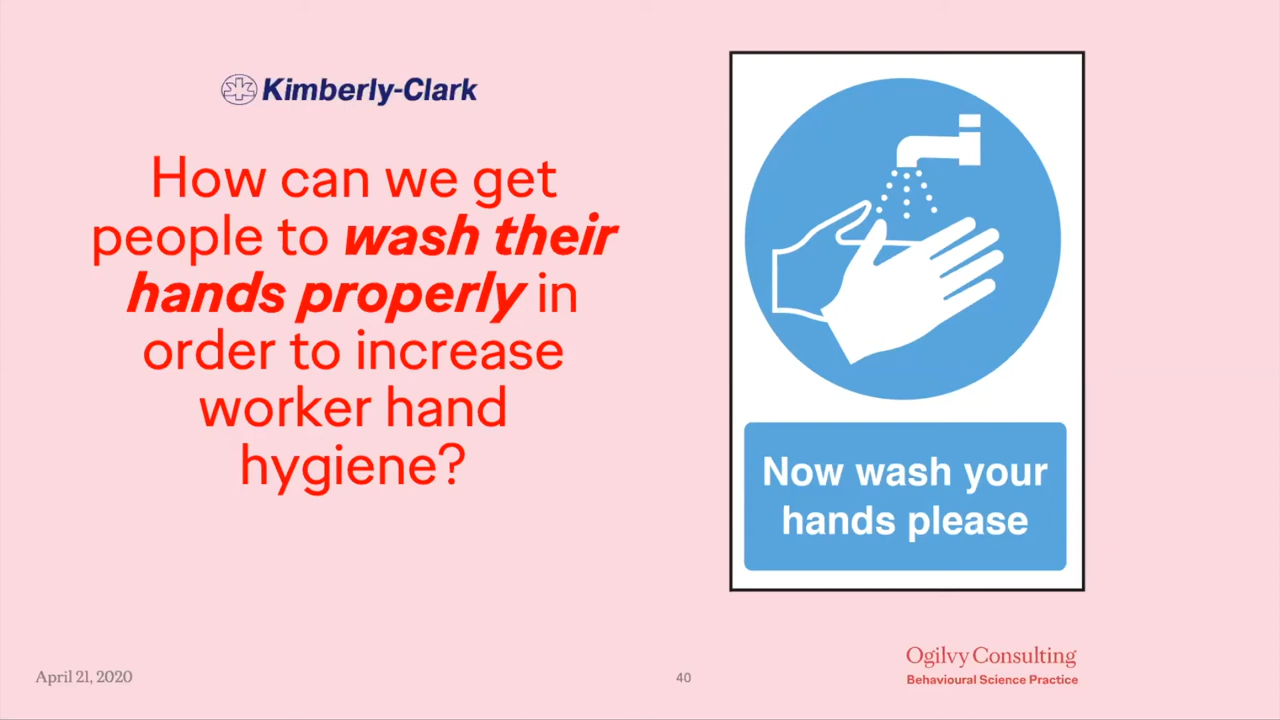 Kimberly-Clark
How can we get
people to wash their
hands properly in
order to increase
worker hand
hygiene?
Now wash your
hands please
April 21, 2020
40
Ogilvy Consulting
Behavioural Science Practice